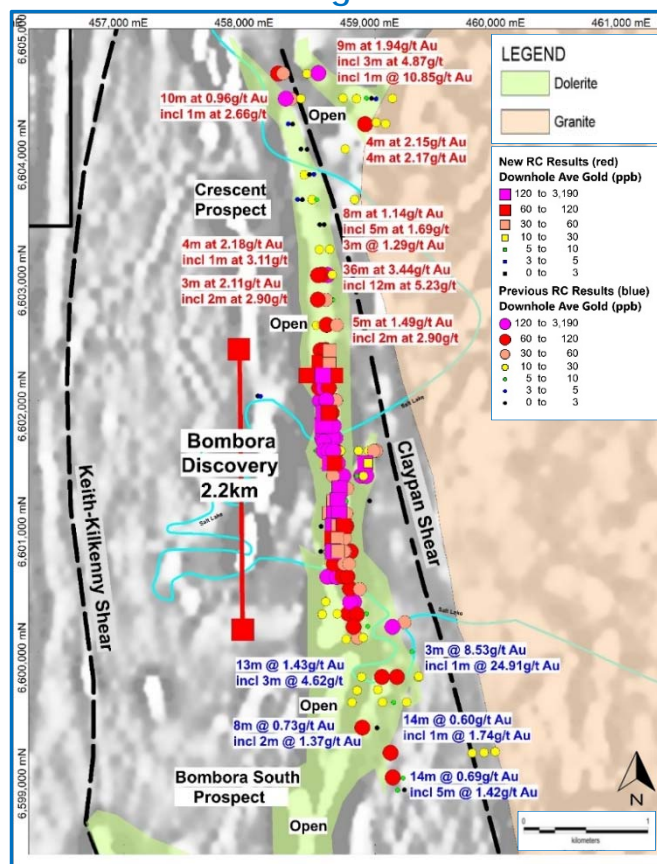 457,000 mE
458,000 mE
459,000 mE
460,000 mE
461,000 mE
6,605,000 mN
6,604,000 mN
6,603,000 mN
6,602,000 mN
6,601,000 mN
6,600,000 mN
6,599,000 mN
9m at 1.94g/t Au
incl 3m at 4.87g/t
incl 1m @ 10.85g/t
10m at 0.96g/t Au
incl 1m at 2.66g/t
Open
4m at 2.15g/t Au
4m at 2.17g/t Au
Crescent
Prospect
8m at 1.14g/t Au
incl 5m at 1.69g/t
3m @ 1.29g/t Au
4m at 2.18g/t Au
incl 1m at 3.11g/t
36m at 3.44g/t Au
incl 12m at 5.23g/t
3m at 2.11g/t Au
incl 2m at 2.90g/t
Open
5m at 1.49g/t Au
incl 2m at 2.90g/t
Salt Lake
Bombora
Discovery
2.2km
Claypan Shear
Keith-Kilkenny Shear
Salt Lake
Salt Lake
3m @ 8.53g/t Au
incl 1m @ 24.91g/t Au
13m @ 1.43g/t Au
incl 3m @ 4.62g/t
Open
14m @ 0.60g/t Au
incl 1m @ 1.74g/t Au
8m @ 0.73g/t Au
incl 2m @ 1.37g/t Au
Bombora South
Prospect
14m @ 0.69g/t Au
incl 5m @ 1.42g/t Au
Open
LEGEND
Dolerite
Granite
New RC Results (red)
Downhole Ave Gold (ppb)
120 to 3,190
60 to 120
30 to 60
10 to 30
5 to 10
3 to 5
0 to 3
Previous RC Results (blue)
Downhole Ave Gold (ppb)
120 to 3,190
60 to 120
30 to 60
10 to 30
5 to 10
3 to 5
0 to 3
N
0 1
kilometers